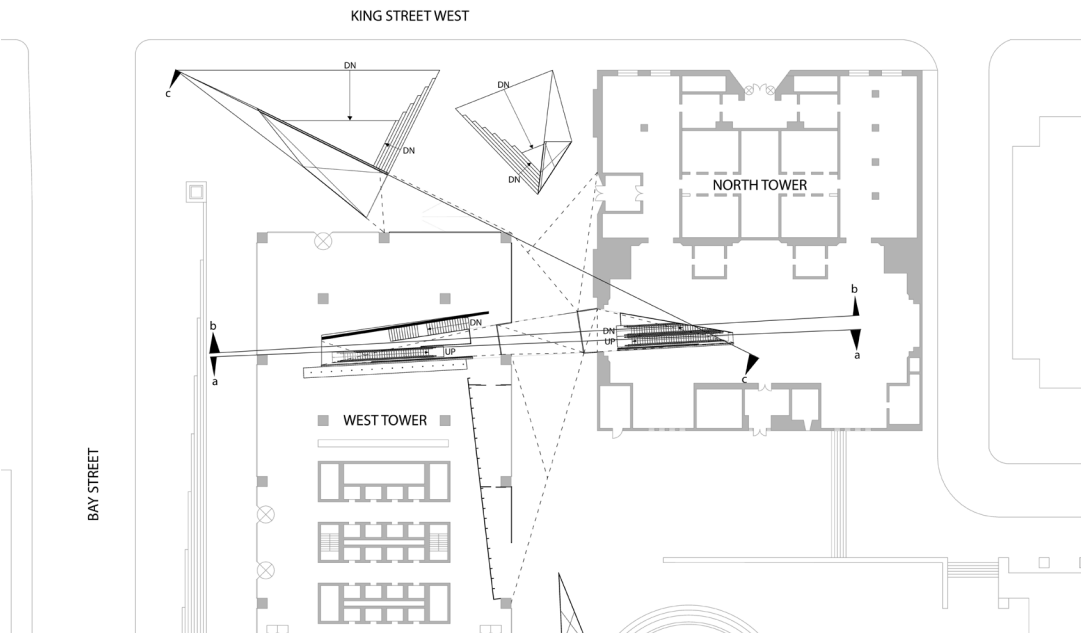 KING STREET WEST
DN
c
DN
DN
DN
NORTH TOWER
b
b
DN
DN
UP
UP
a
a
c
WEST TOWER
BAY STREET